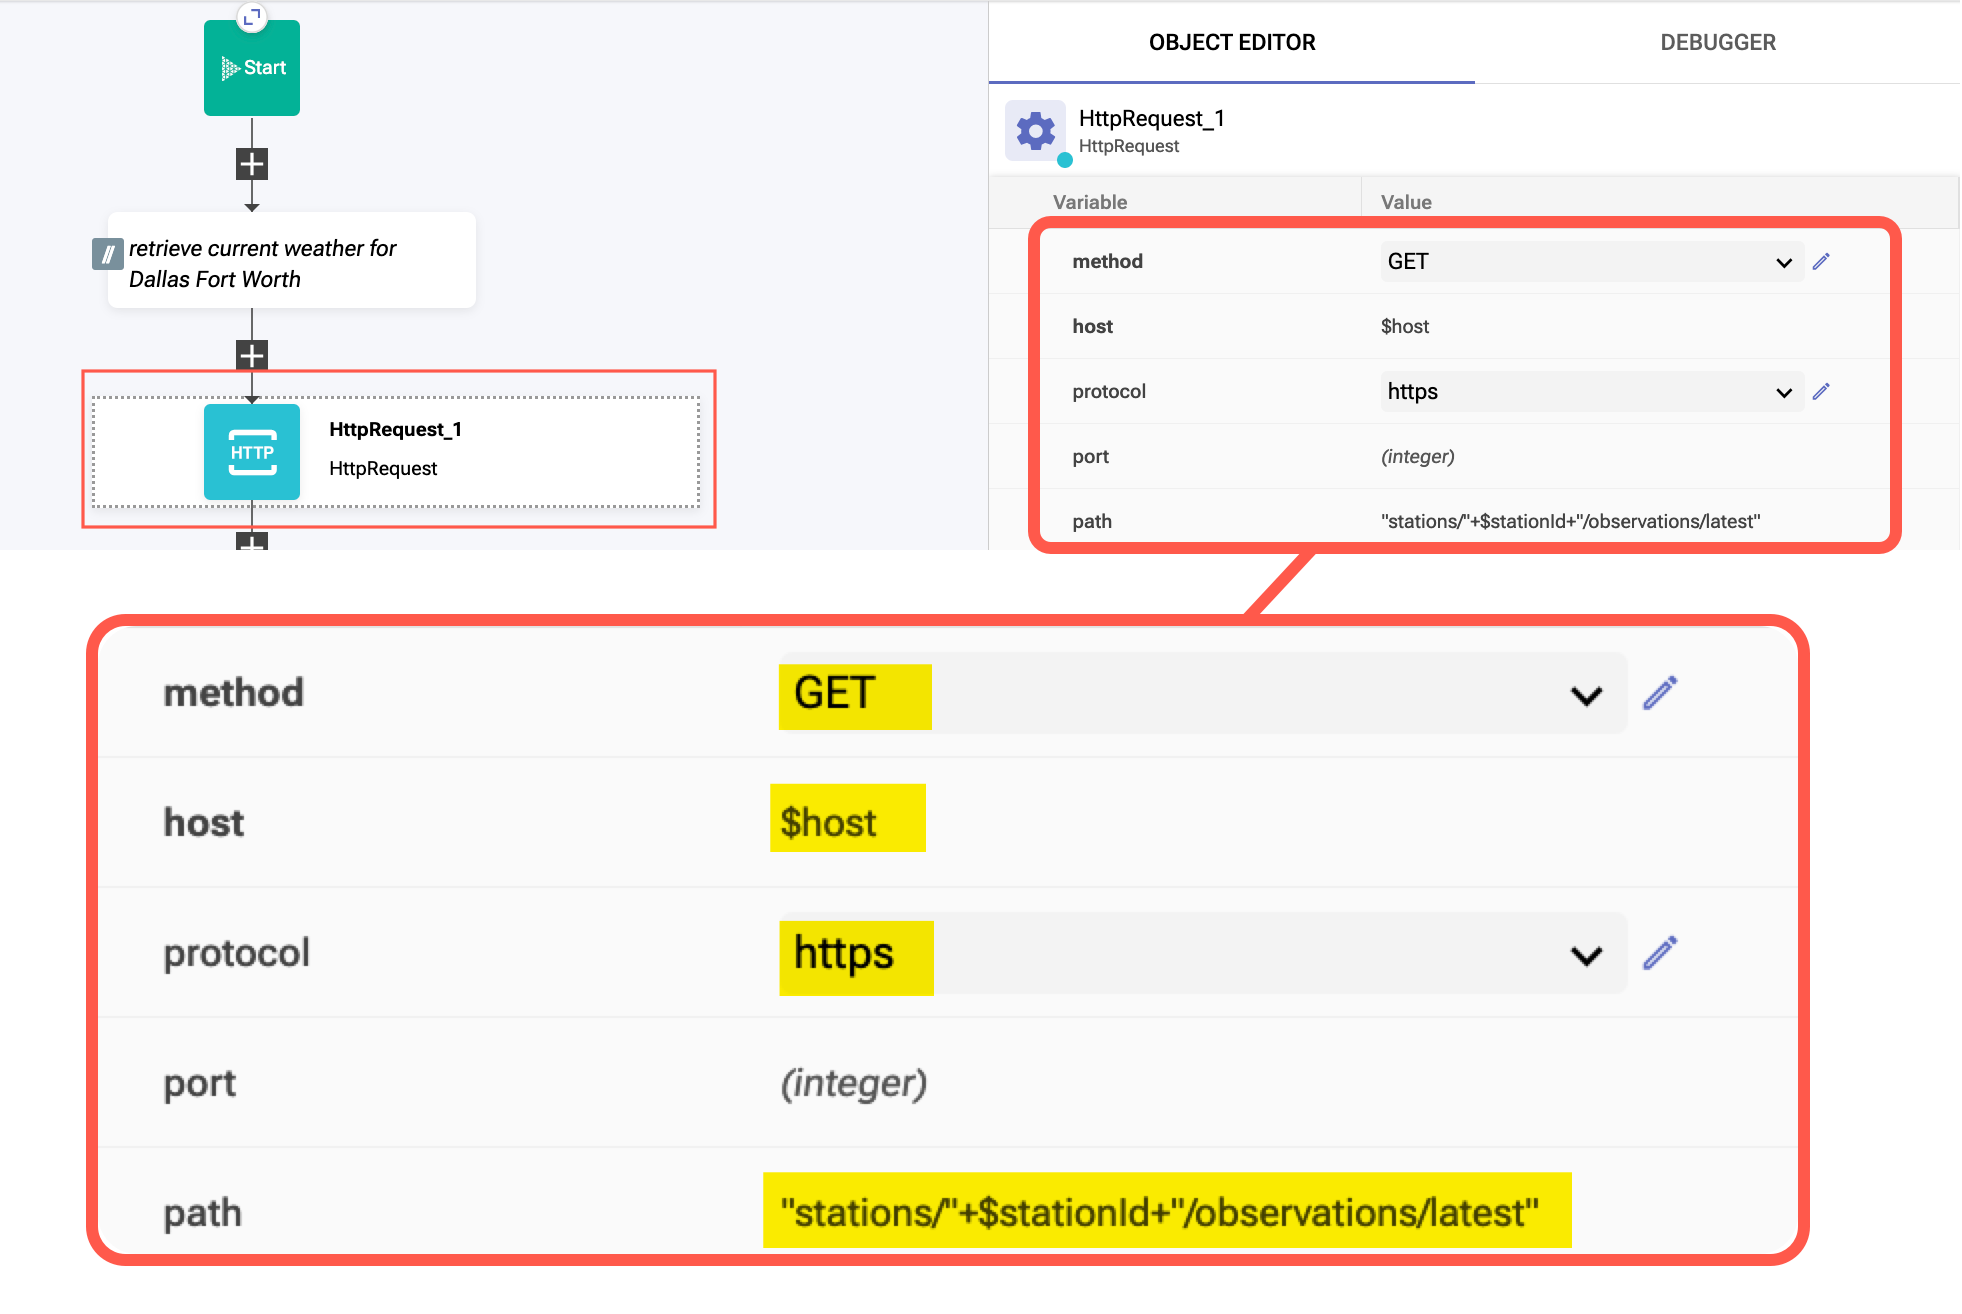 Start
//
retrieve current weather for
Dallas Fort Worth
HTTP
HttpRequest_1
HttpRequest
OBJECT EDITOR
DEBUGGER
HttpRequest_1
HttpRequest
Variable Value
method GET
host $host
protocol https
port (integer)
path "stations/"+$stationId+"/observations/latest"
method GET
host $host
protocol https
port (integer)
path "stations/"+$stationId+"/observations/latest"